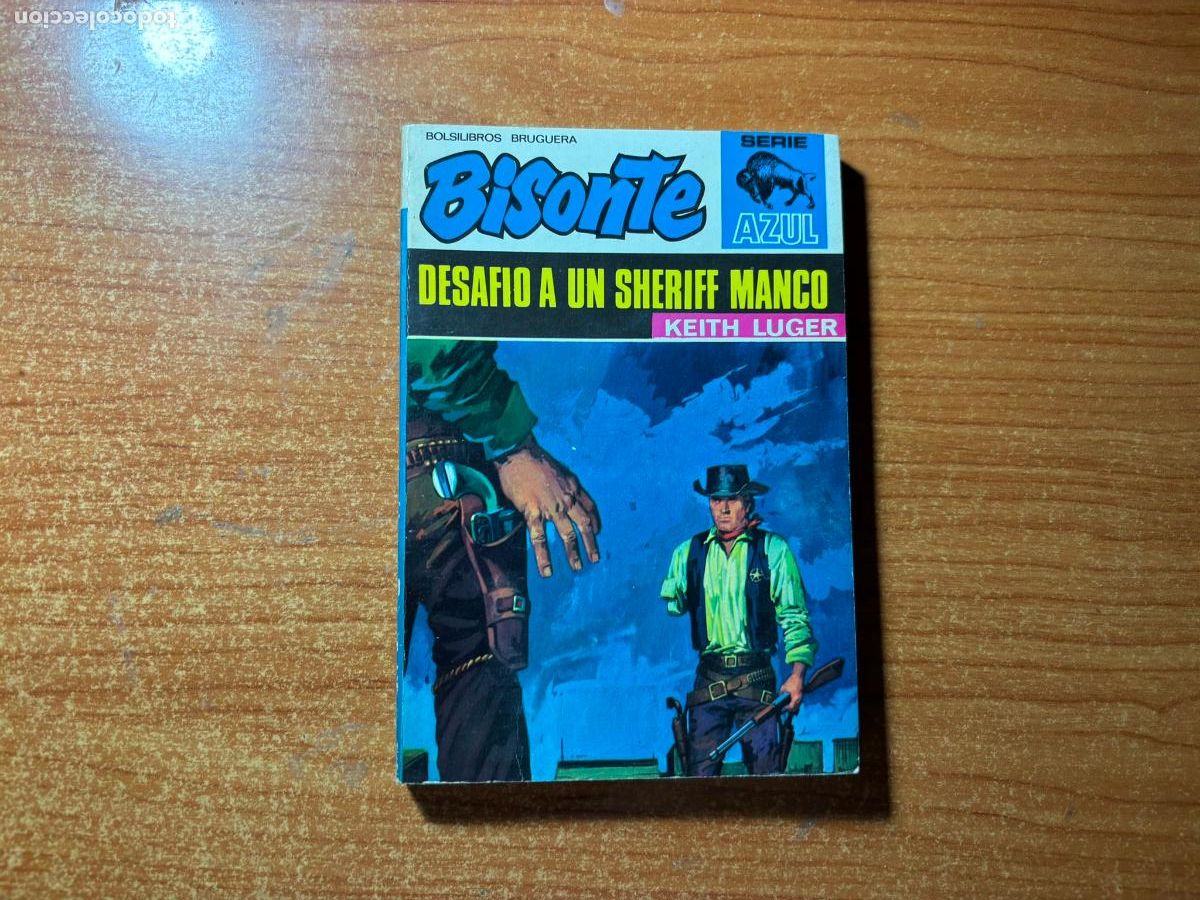 todocoleccion
BOLSILIBROS BRUGUERA
Bisonte
SERIE
AZUL
DESAFIO A UN SHERIFF MANCO
KEITH LUGER